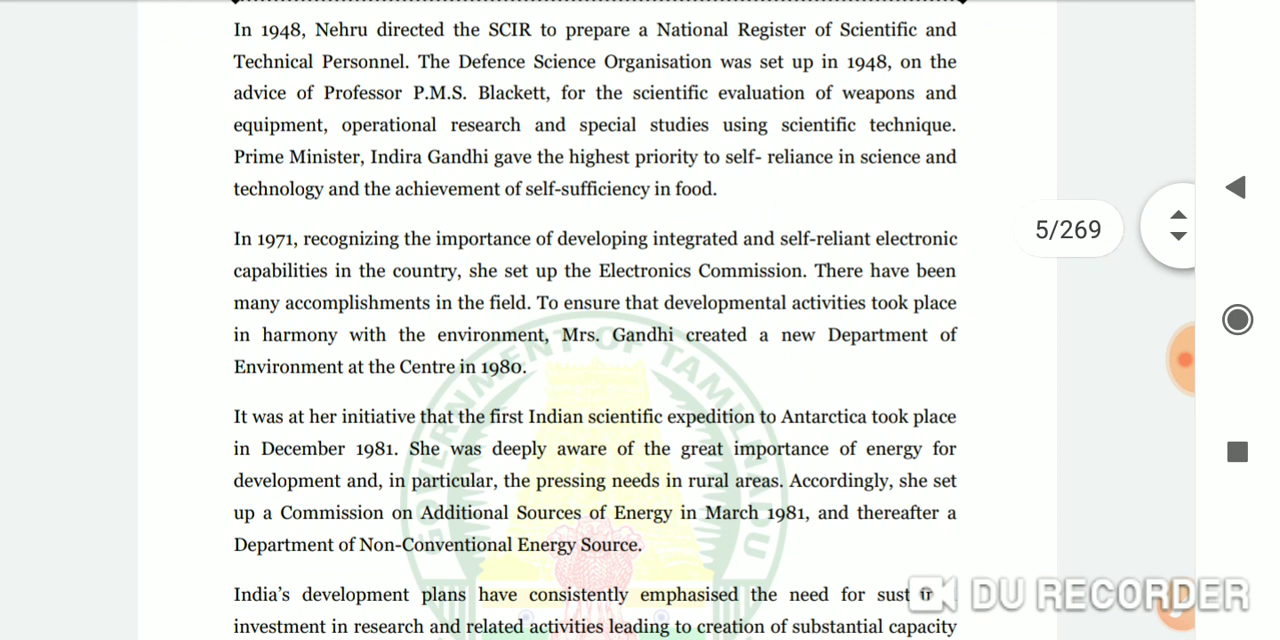 In 1948, Nehru directed the SCIR to prepare a National Register of Scientific and
Technical Personnel. The Defence Science Organisation was set up in 1948, on the
advice of Professor P.M.S. Blackett, for the scientific evaluation of weapons and
equipment, operational research and special studies using scientific technique.
Prime Minister, Indira Gandhi gave the highest priority to self- reliance in science and
technology and the achievement of self-sufficiency in food.
5/269
In 1971, recognizing the importance of developing integrated and self-reliant electronic
capabilities in the country, she set up the Electronics Commission. There have been
many accomplishments in the field. To ensure that developmental activities took place
in harmony with the environment, Mrs. Gandhi created a new Department of
Environment at the Centre in 1980.
GOVERNMENT OF TAMILNADU
It was at her initiative that the first Indian scientific expedition to Antarctica took place
in December 1981. She was deeply aware of the great importance of energy for
development and, in particular, the pressing needs in rural areas. Accordingly, she set
up a Commission on Additional Sources of Energy in March 1981, and thereafter a
Department of Non-Conventional Energy Source.
India's development plans have consistently emphasised the need for
investment in research and related activities leading to creation of substantial capacity
DU RECORDER